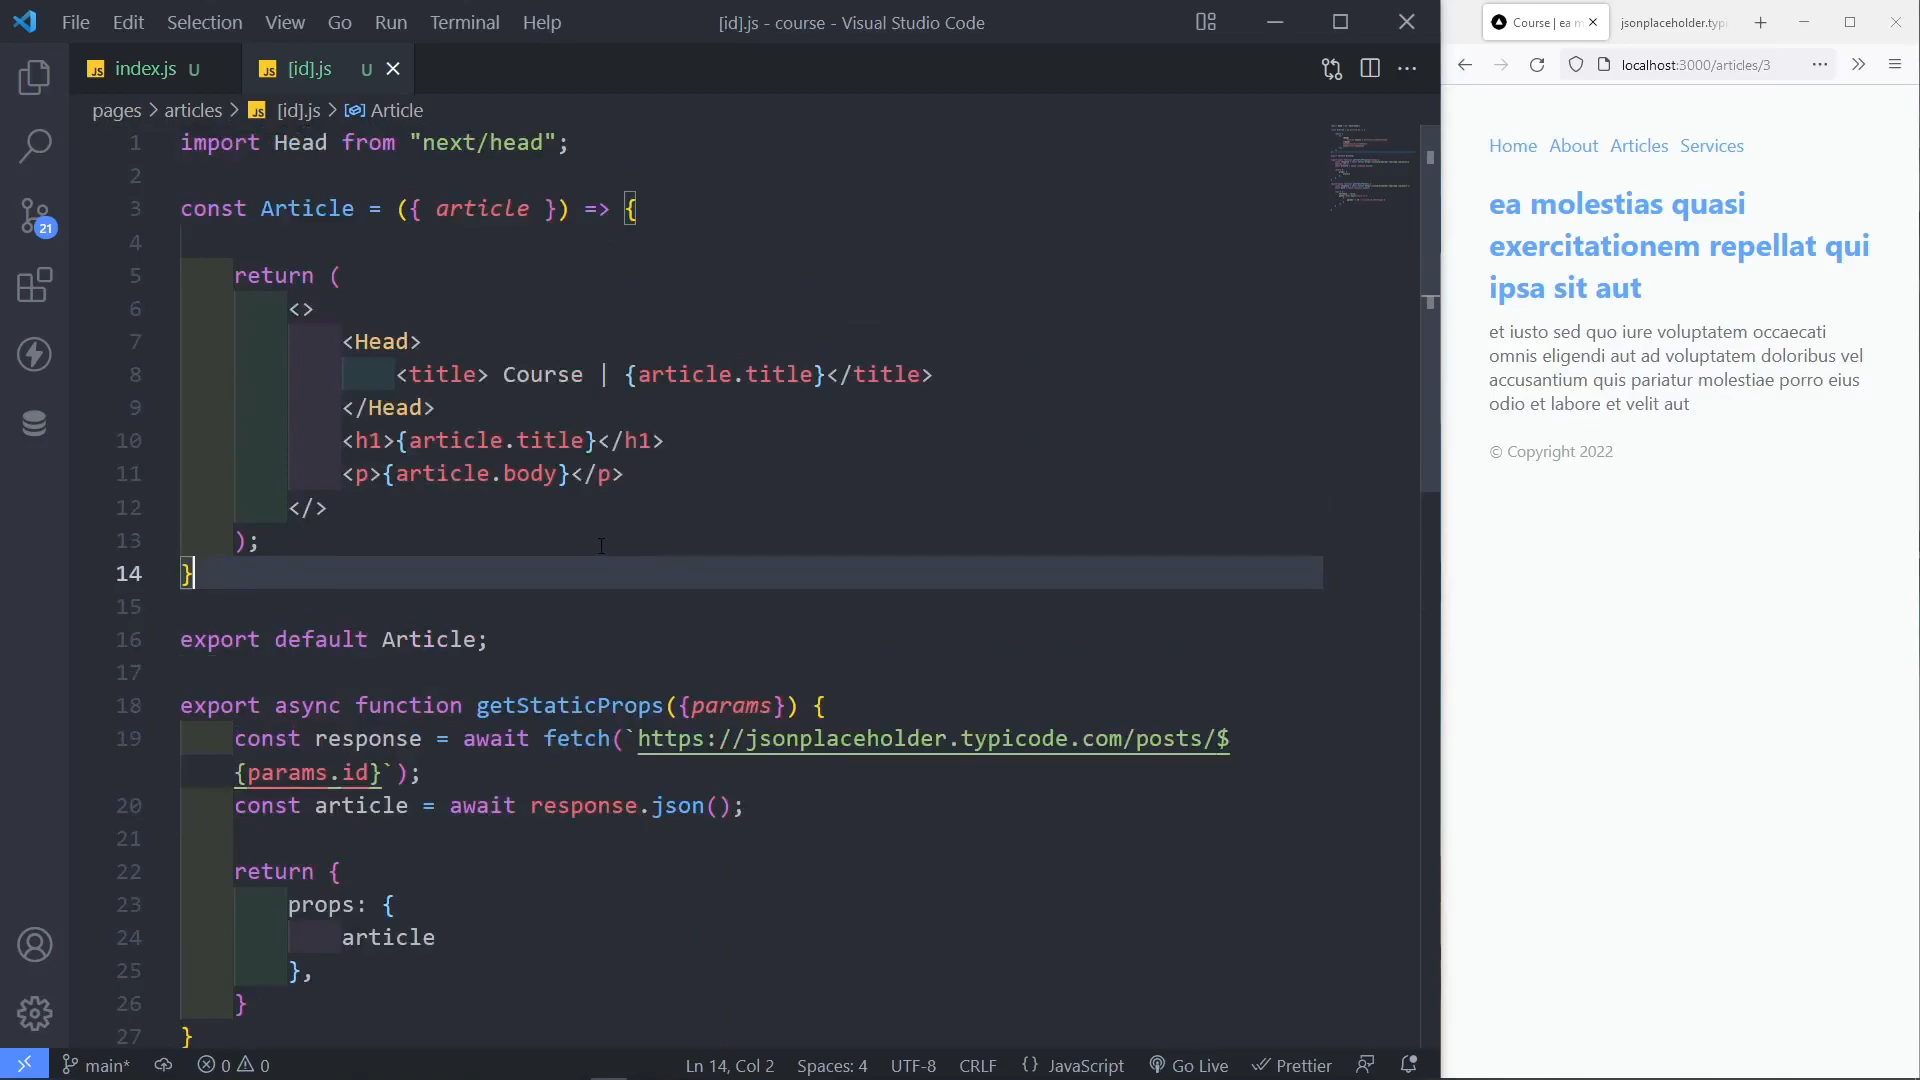 File Edit Selection View Go Run Terminal Help
[id].js - course - Visual Studio Code
JS index.js U
JS [id].js U
pages > articles > JS [id].js > Article
1 import Head from "next/head";
2
3 const Article = ({ article }) => {
4
5 return (
6 <>
7 <Head>
8 <title> Course | {article.title}</title>
9 </Head>
10 <h1>{article.title}</h1>
11 <p>{article.body}</p>
12 </>
13 );
14 }
15
16 export default Article;
17
18 export async function getStaticProps({params}) {
19 const response = await fetch(`https://jsonplaceholder.typicode.com/posts/$
{params.id}`);
20 const article = await response.json();
21
22 return {
23 props: {
24 article
25 },
26 }
27 }
21
main* 0 0
Ln 14, Col 2 Spaces: 4 UTF-8 CRLF {} JavaScript Go Live Prettier
Course | ea m
jsonplaceholder.typi
localhost:3000/articles/3
Home About Articles Services
ea molestias quasi
exercitationem repellat qui
ipsa sit aut
et iusto sed quo iure voluptatem occaecati
omnis eligendi aut ad voluptatem doloribus vel
accusantium quis pariatur molestiae porro eius
odio et labore et velit aut
© Copyright 2022